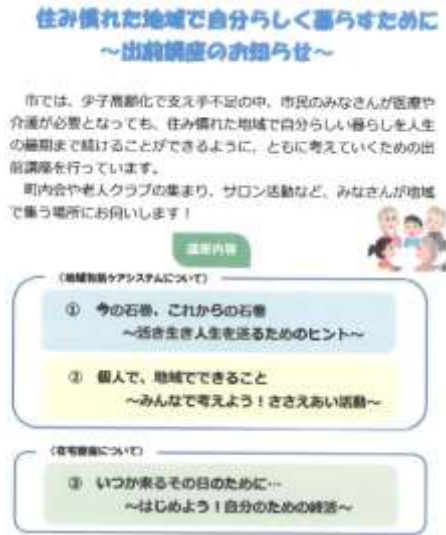 住み慣れた地域で自分らしく暮らすために
～出前講座のお知らせ～
市では、少子高齢化で支え手不足の中、市民のみなさんが医療や
介護が必要となっても、住み慣れた地域で自分らしい暮らしを人生
の最期まで続けることができるように、ともに考えていくための出
前講座を行っています。
町内会や老人クラブの集まり、サロン活動など、みなさんが地域
で集う場所にお伺いします！
講座内容
（地域包括ケアシステムについて）
① 今の石巻、これからの石巻
～活き生き人生を送るためのヒント～
② 個人で、地域でできること
～みんなで考えよう！ささえあい活動～
（在宅療養について）
③ いつか来るその日のために…
～はじめよう！自分のための終活～